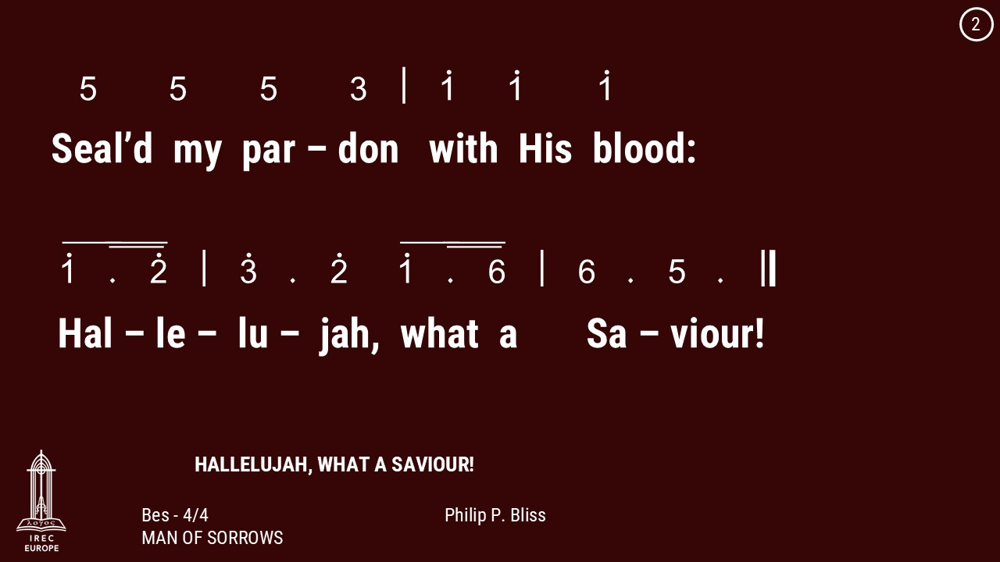 2
5 5 5 3 | 1̇ 1̇ 1̇
Seal’d my par – don with His blood:
1̇ . 2̇ | 3̇ . 2̇ 1̇ . 6 | 6 . 5 . ||
Hal – le – lu – jah, what a Sa – viour!
HALLELUJAH, WHAT A SAVIOUR!
Bes - 4/4 Philip P. Bliss
MAN OF SORROWS
λογος
IREC
EUROPE